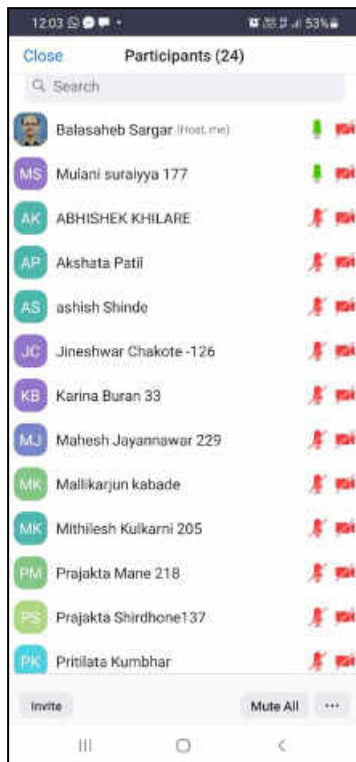 12:03 53%
Close Participants (24)
Search
Balasaheb Sargar (Host, me)
MS Mulani suraiyya 177
AK ABHISHEK KHILARE
AP Akshata Patil
AS ashish Shinde
JC Jineshwar Chakote -126
KB Karina Buran 33
MJ Mahesh Jayannawar 229
MK Mallikarjun kabade
MK Mithilesh Kulkarni 205
PM Prajakta Mane 218
PS Prajakta Shirdhone137
PK Pritilata Kumbhar
Invite Mute All ...